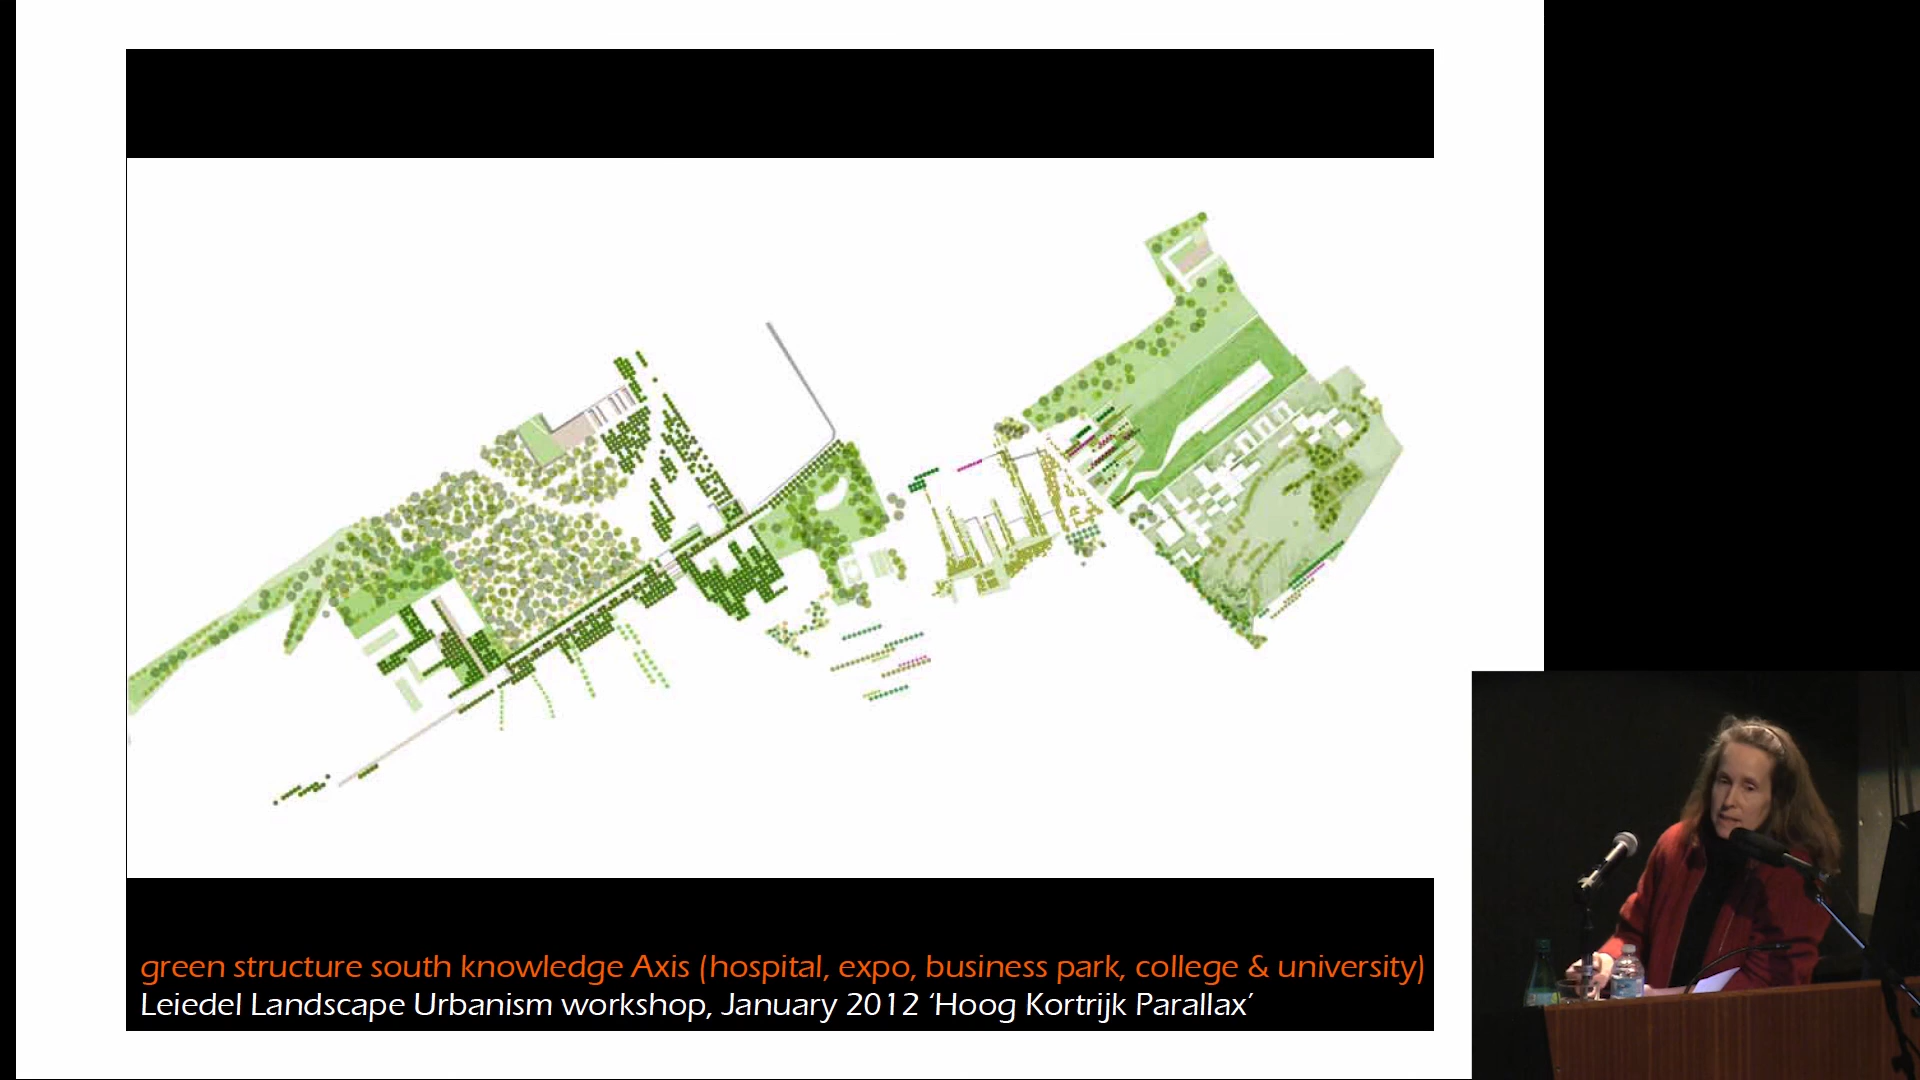 green structure south knowledge Axis (hospital, expo, business park, college & university)
Leiedel Landscape Urbanism workshop, January 2012 ‘Hoog Kortrijk Parallax’